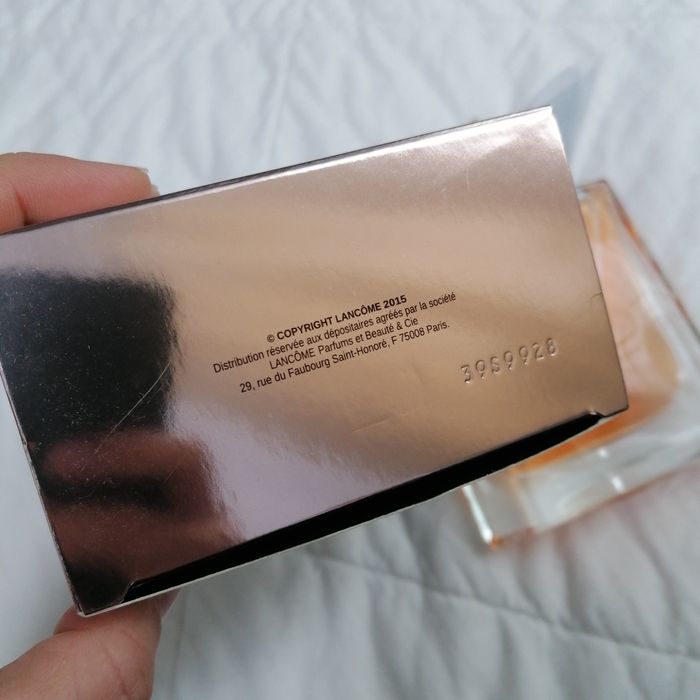 © COPYRIGHT LANCÔME 2015
Distribution réservée aux dépositaires agréés par la société
LANCÔME Parfums et Beauté & Cie
29, rue du Faubourg Saint-Honoré, F 75008 Paris.
39S9928